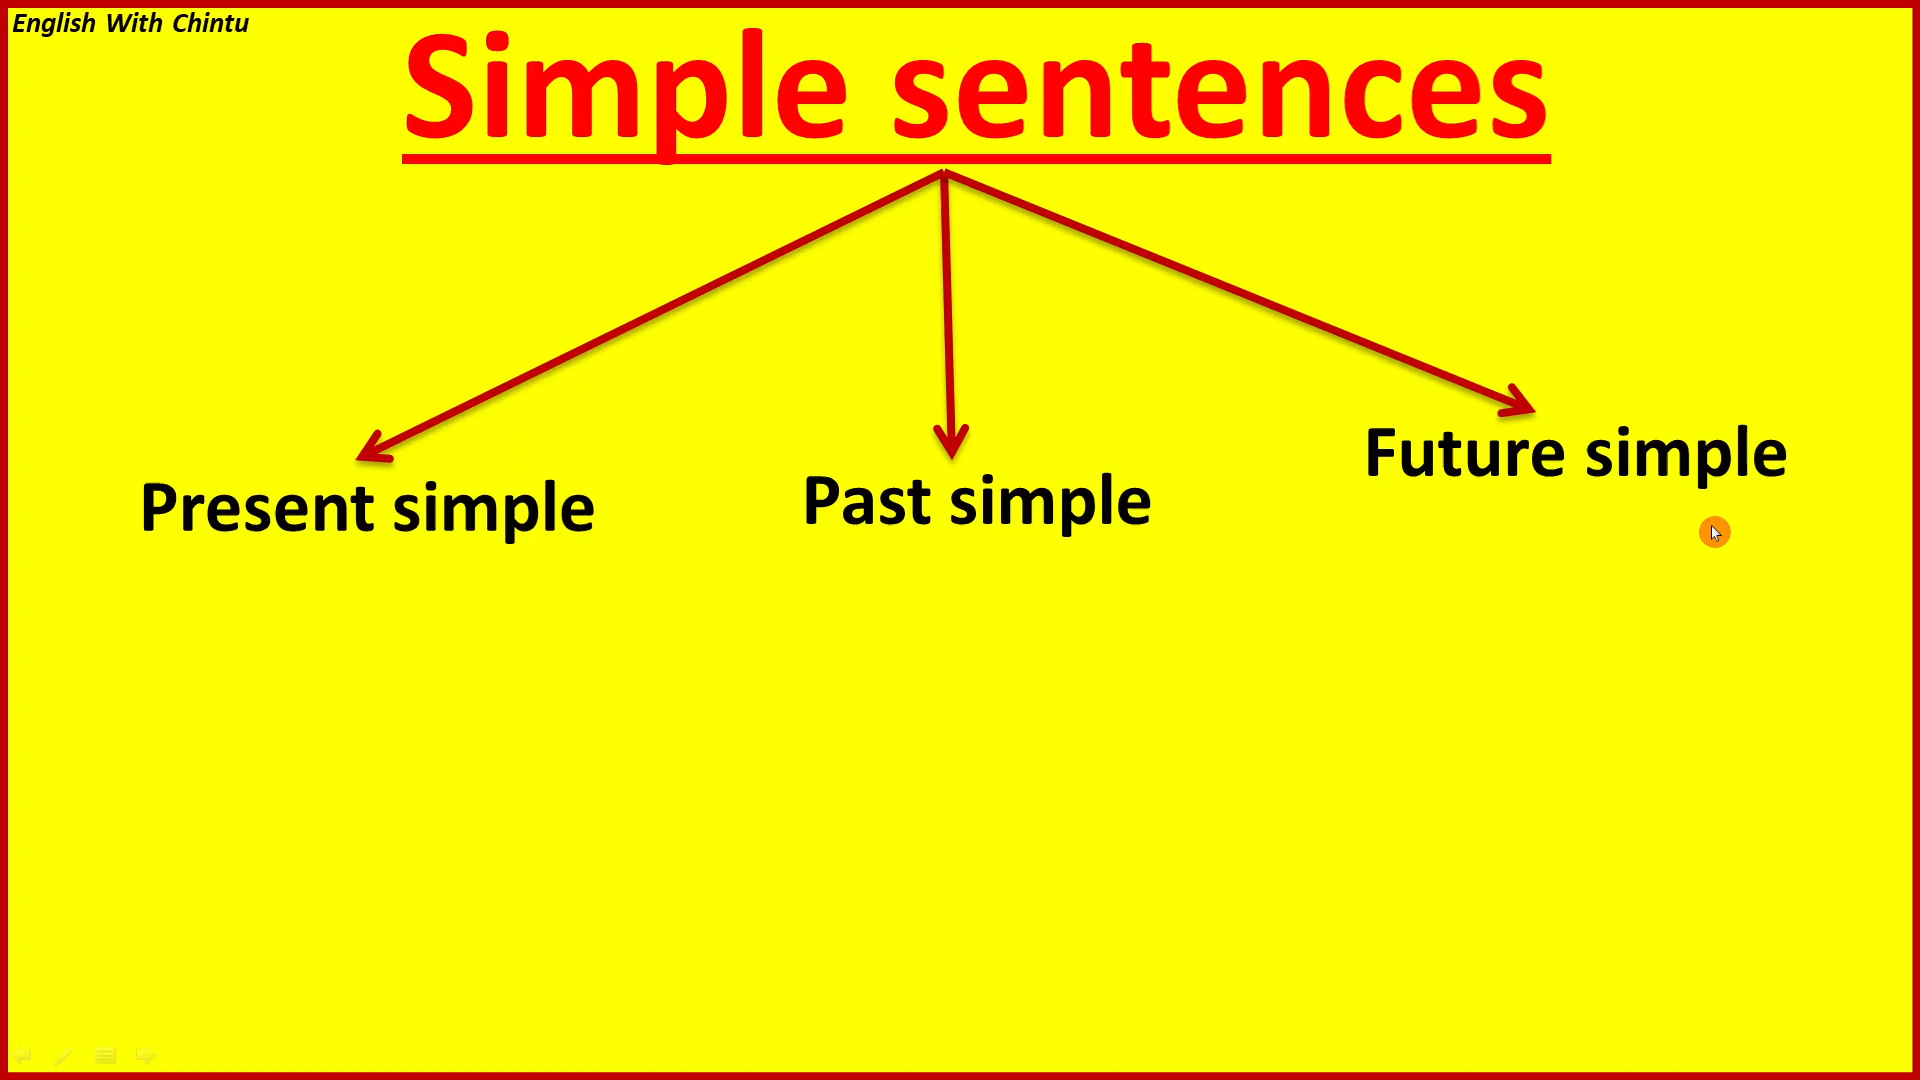 English With Chintu
Simple sentences
Present simple
Past simple
Future simple